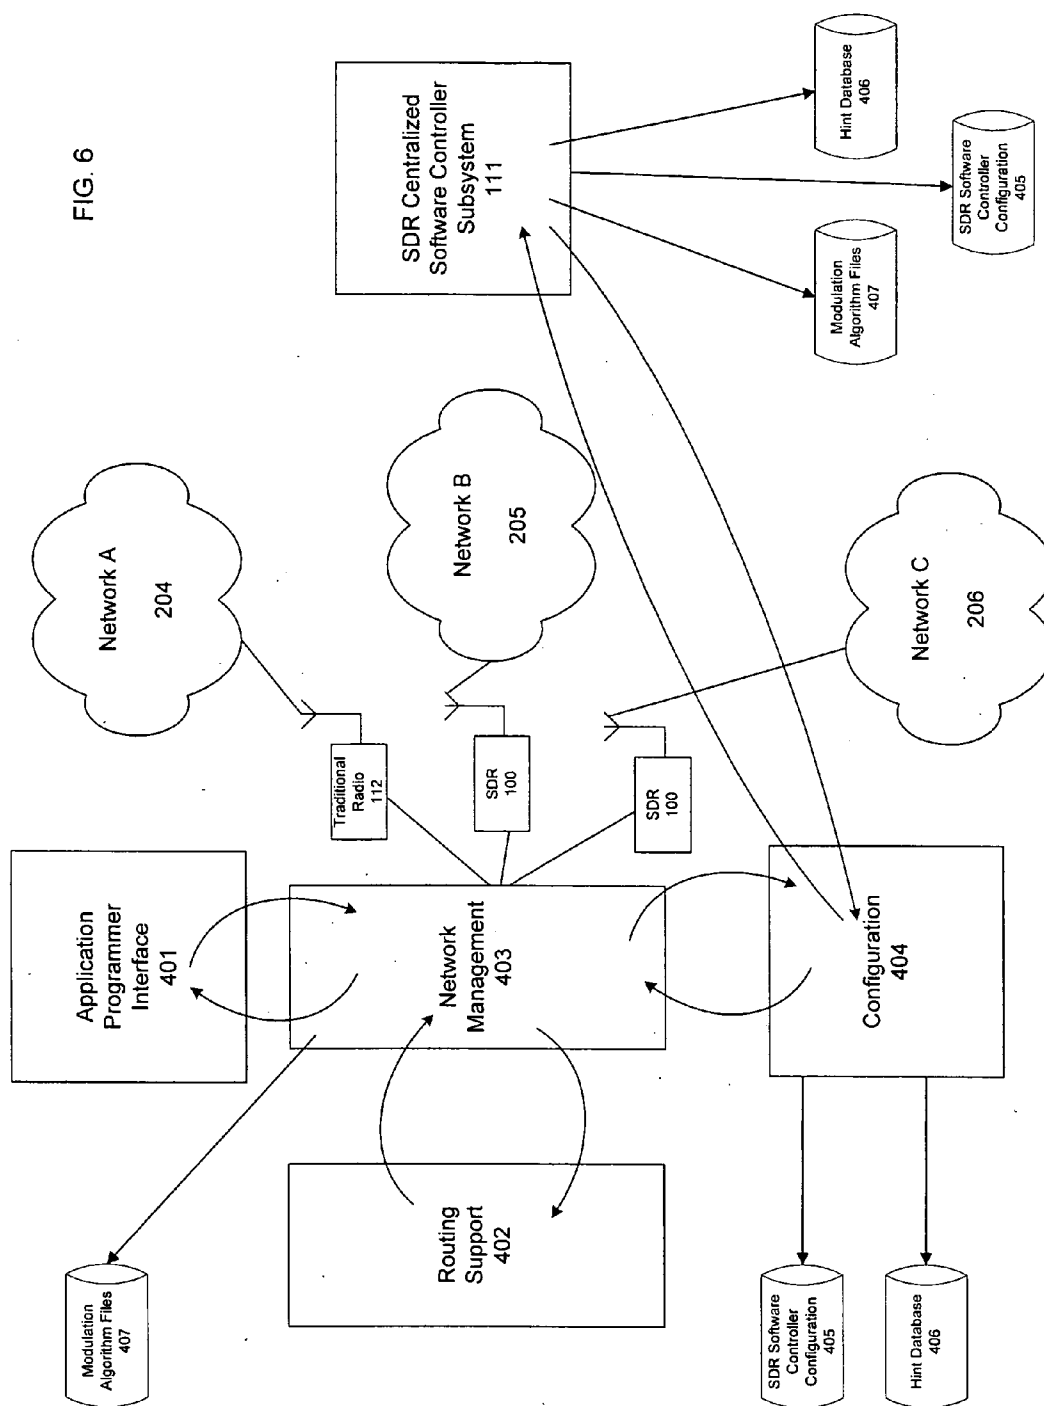 FIG. 6
Modulation
Algorithm Files
407
Application
Programmer
Interface
401
Network A
204
Routing
Support
402
Network
Management
403
Traditional
Radio
112
SDR
100
SDR
100
Network B
205
SDR Centralized
Software Controller
Subsystem
111
SDR Software
Controller
Configuration
405
Hint Database
406
Configuration
404
Network C
206
Modulation
Algorithm Files
407
SDR Software
Controller
Configuration
405
Hint Database
406